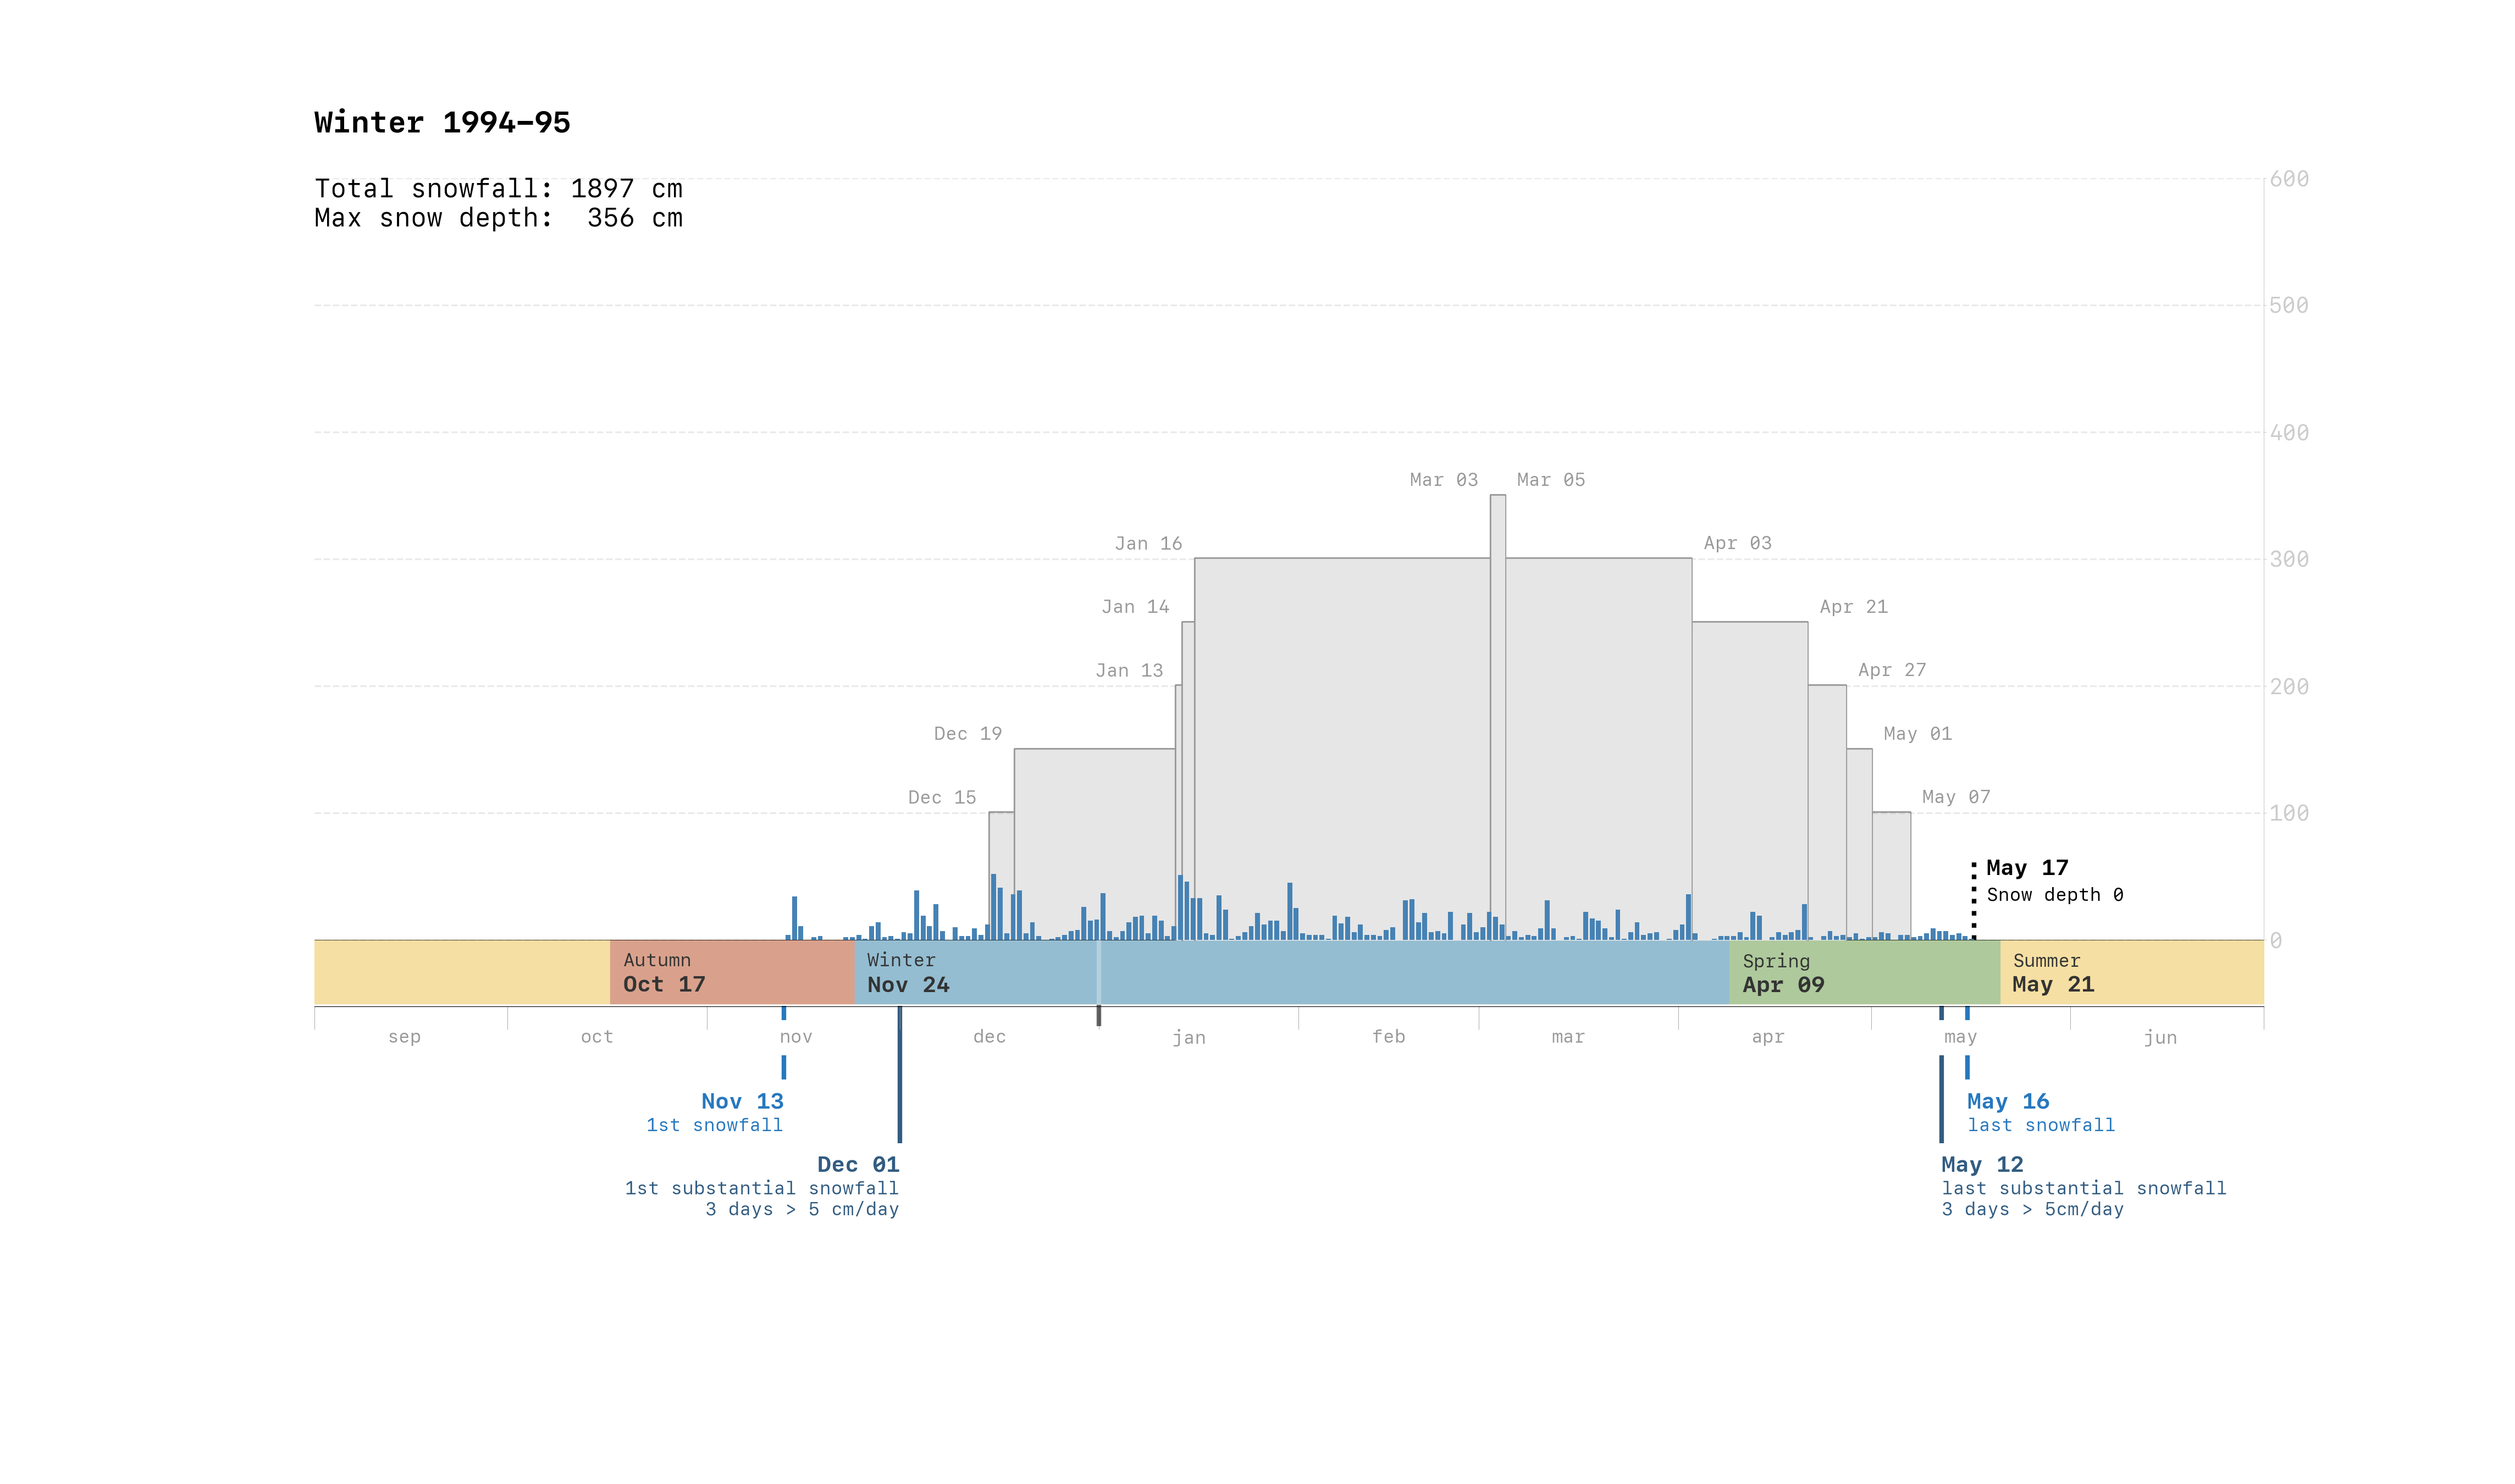 Winter 1994–95
Total snowfall: 1897 cm
Max snow depth: 356 cm
600
500
400
Mar 03 Mar 05
Jan 16 Apr 03
300
Jan 14 Apr 21
Jan 13 Apr 27
200
Dec 19 May 01
Dec 15 May 07
100
May 17
Snow depth 0
0
Autumn
Oct 17
Winter
Nov 24
Spring
Apr 09
Summer
May 21
sep oct nov dec jan feb mar apr may jun
Nov 13
1st snowfall
May 16
last snowfall
Dec 01
1st substantial snowfall
3 days > 5 cm/day
May 12
last substantial snowfall
3 days > 5cm/day